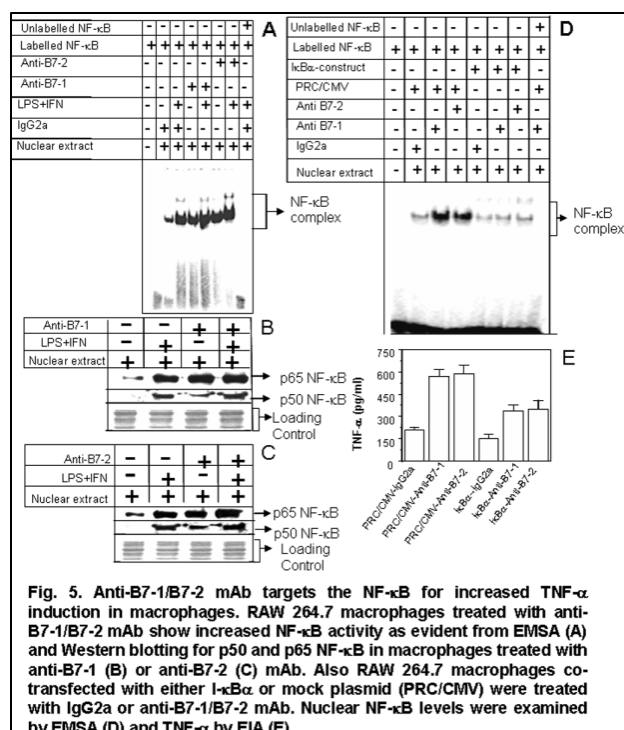 Unlabelled NF-κB - - - - - - - - + A
Labelled NF-κB + + + + + + + + +
Anti-B7-2 - - - - - - + + -
Anti-B7-1 - - - - + + - - -
LPS+IFN - - - + - + - + +
IgG2a - + + - - - - - +
Nuclear extract - + + + + + + + +
NF-κB
complex
Unlabelled NF-κB - - - - - - - + D
Labelled NF-κB + + + + + + + +
IκBα-construct - - - - + + + -
PRC/CMV - + + + - - - +
Anti B7-2 - - - + - - + -
Anti B7-1 - - + - - + - +
IgG2a - + - - + - - -
Nuclear extract - + + + + + + +
NF-κB
complex
Anti-B7-1 - - + + B
LPS+IFN - + - +
Nuclear extract + + + +
p65 NF-κB
p50 NF-κB
Loading
Control
Anti-B7-2 - - + + C
LPS+IFN - + - +
Nuclear extract + + + +
p65 NF-κB
p50 NF-κB
Loading
Control
E
TNF-α (pg/ml)
750
600
450
300
150
0
PRC/CMV-IgG2a
PRC/CMV-Anti-B7-1
PRC/CMV-Anti-B7-2
IκBα-IgG2a
IκBα-Anti-B7-1
IκBα-Anti-B7-2
Fig. 5. Anti-B7-1/B7-2 mAb targets the NF-κB for increased TNF-α
induction in macrophages. RAW 264.7 macrophages treated with anti-
B7-1/B7-2 mAb show increased NF-κB activity as evident from EMSA (A)
and Western blotting for p50 and p65 NF-κB in macrophages treated with
anti-B7-1 (B) or anti-B7-2 (C) mAb. Also RAW 264.7 macrophages co-
transfected with either I-κBα or mock plasmid (PRC/CMV) were treated
with IgG2a or anti-B7-1/B7-2 mAb. Nuclear NF-κB levels were examined
by EMSA (D) and TNF-α by EIA (E)